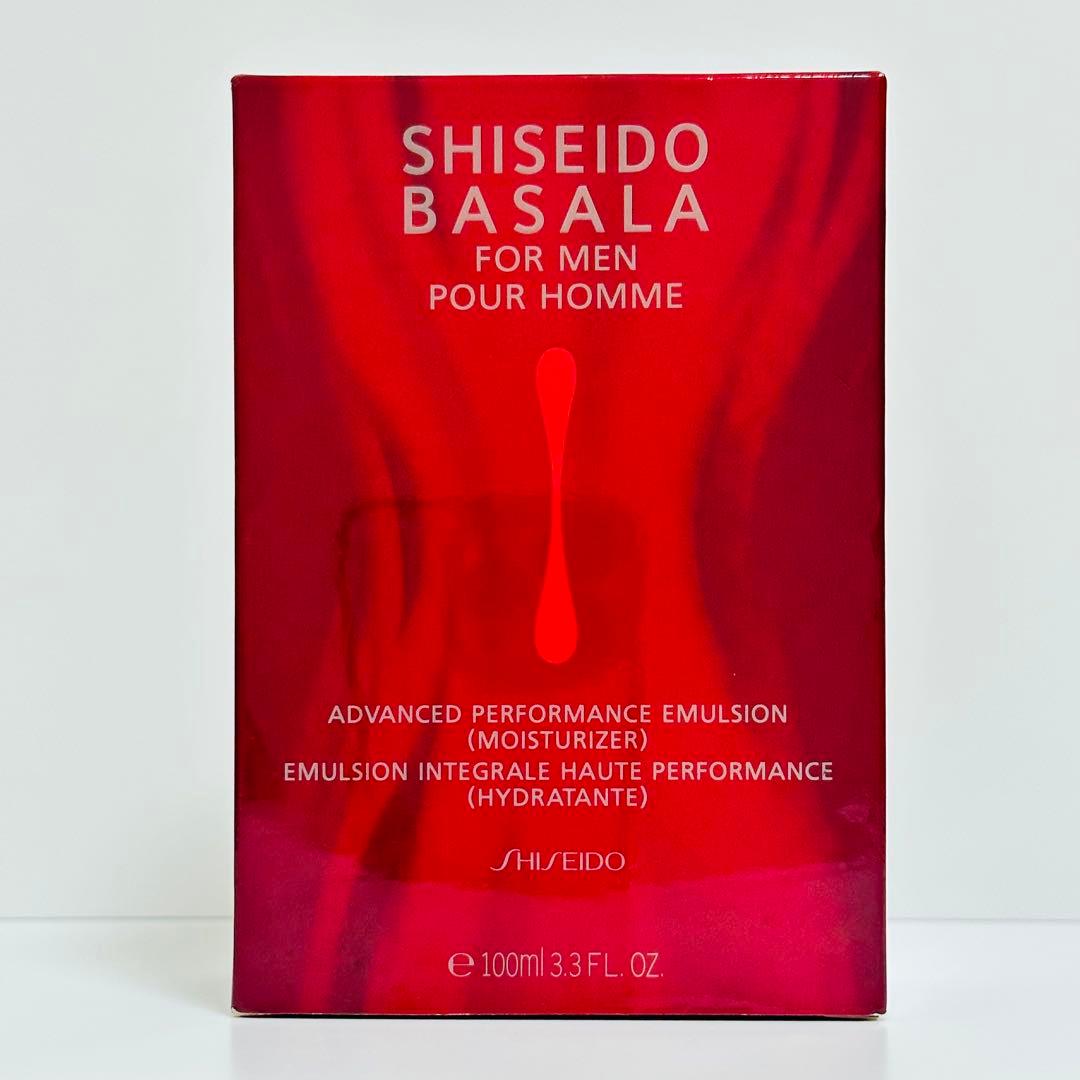 SHISEIDO
BASALA
FOR MEN
POUR HOMME
ADVANCED PERFORMANCE EMULSION
(MOISTURIZER)
EMULSION INTEGRALE HAUTE PERFORMANCE
(HYDRATANTE)
SHISEIDO
℮ 100ml 3.3 FL. OZ.